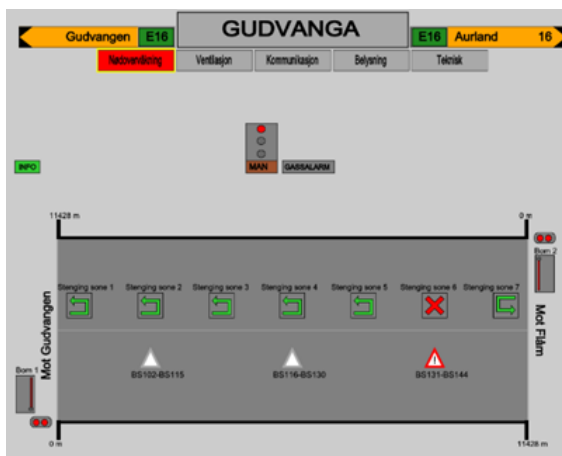 GUDVANGA
Gudvangen E16
E16 Aurland 16
Nødovervåkning Ventilasjon Kommunikasjon Belysning Teknisk
INFO
MAN GASSALARM
11428 m
0 m
Bom 2
Stenging sone 1 Stenging sone 2 Stenging sone 3 Stenging sone 4 Stenging sone 5 Stenging sone 6 Stenging sone 7
Mot Gudvangen
Mot Flåm
Bom 1
BS102-BS115 BS116-BS130 BS131-BS144
0 m
11428 m